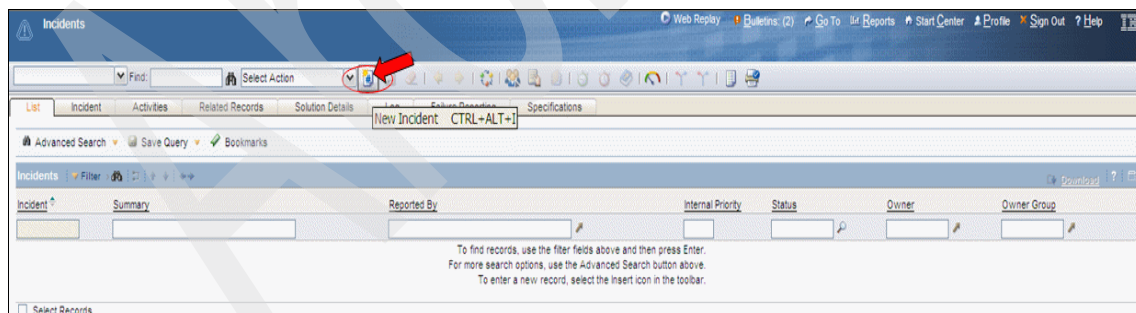 Incidents
Web Replay Bulletins: (2) Go To Reports Start Center Profile Sign Out ? Help
Find: Select Action
List Incident Activities Related Records Solution Details Log Failure Reporting Specifications
New Incident CTRL+ALT+I
Advanced Search Save Query Bookmarks
Incidents Filter Download ?
Incident Summary Reported By Internal Priority Status Owner Owner Group
To find records, use the filter fields above and then press Enter.
For more search options, use the Advanced Search button above.
To enter a new record, select the Insert icon in the toolbar.
Select Records